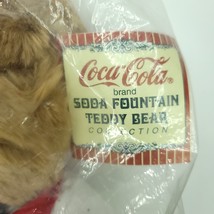 Coca-Cola
brand
SODA FOUNTAIN
TEDDY BEAR
COLLECTION